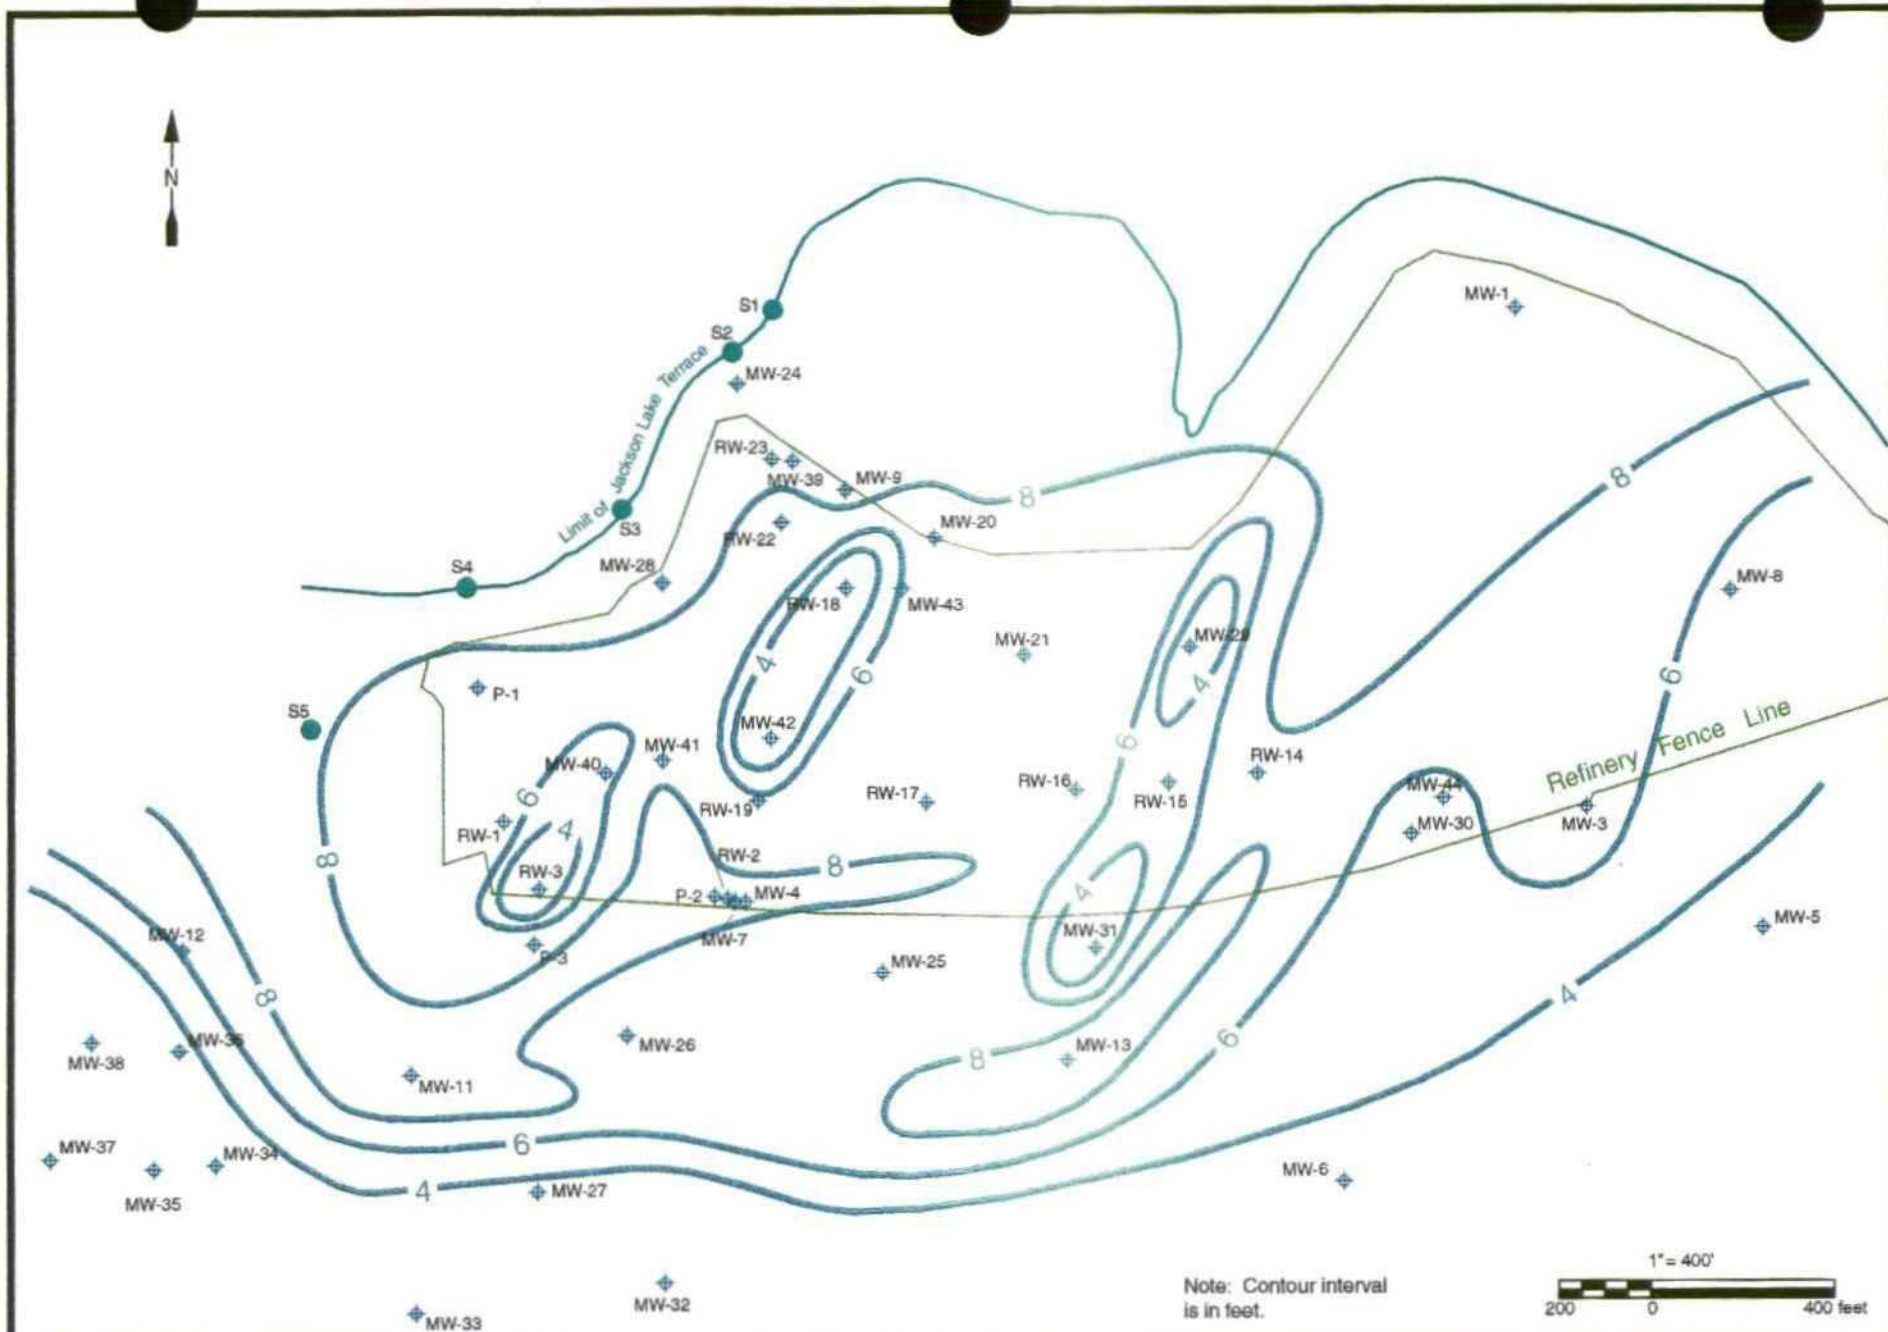 N
MW-1
S1
S2
MW-24
Limit of Jackson Lake Terrace
RW-23
MW-39
MW-9
8
8
S3
MW-20
RW-22
MW-28
S4
RW-18
MW-43
MW-8
MW-21
MW-29
4
6
4
6
P-1
S5
MW-42
MW-41
6
RW-14
Refinery Fence Line
MW-40
RW-16
RW-15
MW-44
6
RW-19
RW-17
MW-3
RW-1
4
MW-30
8
RW-2
8
RW-3
4
P-2
MW-4
MW-5
MW-12
MW-7
MW-31
P-3
MW-25
8
4
MW-38
MW-36
MW-26
8
MW-13
6
MW-11
MW-37
MW-34
6
MW-35
4
MW-27
MW-6
1"= 400'
Note: Contour interval
is in feet.
200 0 400 feet
MW-32
MW-33